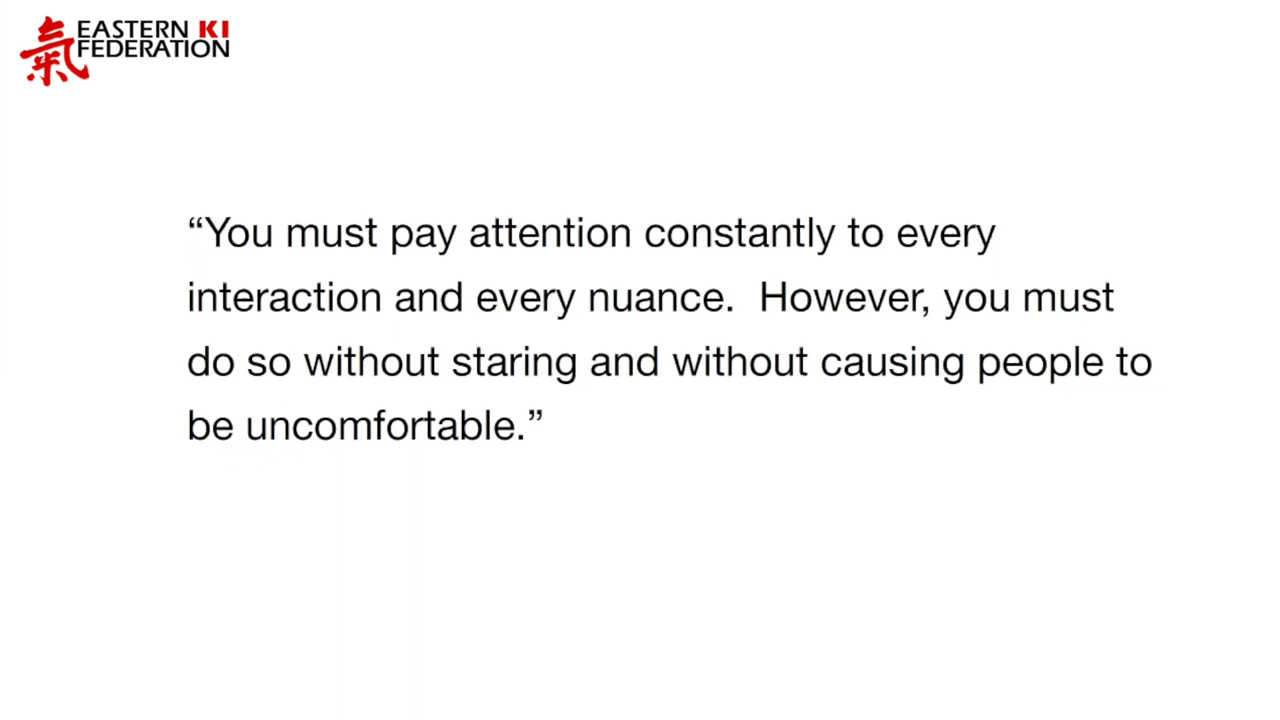 氣
EASTERN KI
FEDERATION
“You must pay attention constantly to every
interaction and every nuance.  However, you must
do so without staring and without causing people to
be uncomfortable.”